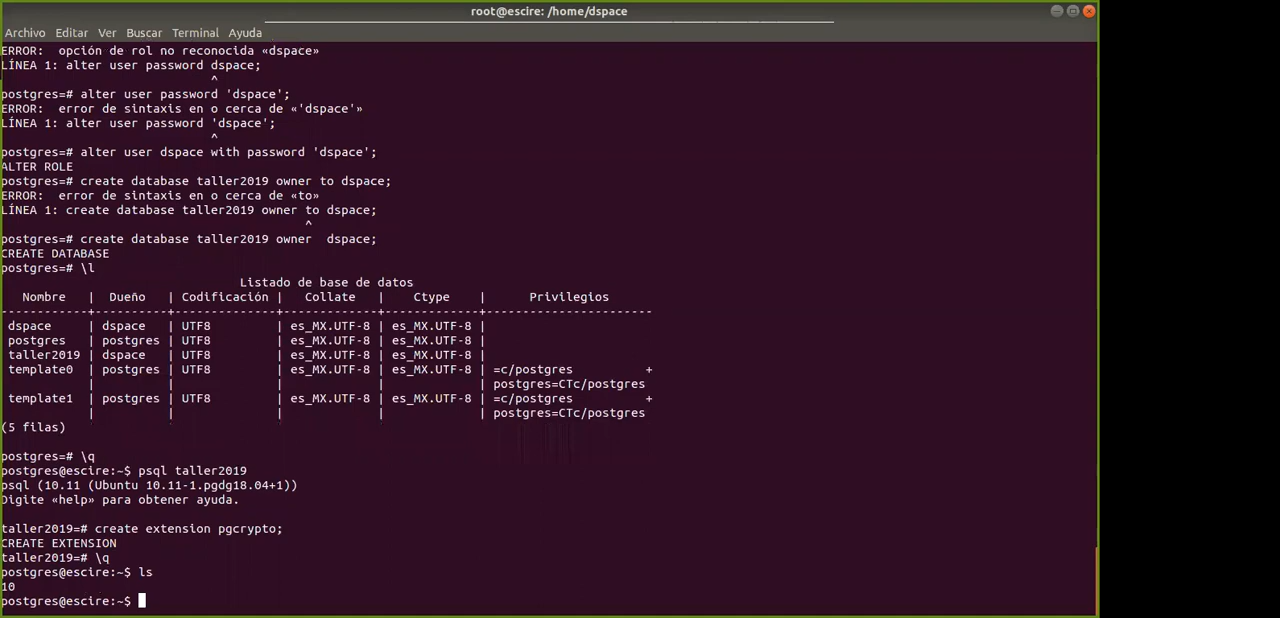 root@escire: /home/dspace
Archivo Editar Ver Buscar Terminal Ayuda
ERROR:  opción de rol no reconocida «dspace»
LÍNEA 1: alter user password dspace;
                             ^
postgres=# alter user password 'dspace';
ERROR:  error de sintaxis en o cerca de «'dspace'»
LÍNEA 1: alter user password 'dspace';
                             ^
postgres=# alter user dspace with password 'dspace';
ALTER ROLE
postgres=# create database taller2019 owner to dspace;
ERROR:  error de sintaxis en o cerca de «to»
LÍNEA 1: create database taller2019 owner to dspace;
                                          ^
postgres=# create database taller2019 owner  dspace;
CREATE DATABASE
postgres=# \l
                                 Listado de base de datos
   Nombre   |  Dueño   | Codificación |   Collate   |    Ctype    |      Privilegios
------------+----------+--------------+-------------+-------------+-----------------------
 dspace     | dspace   | UTF8         | es_MX.UTF-8 | es_MX.UTF-8 |
 postgres   | postgres | UTF8         | es_MX.UTF-8 | es_MX.UTF-8 |
 taller2019 | dspace   | UTF8         | es_MX.UTF-8 | es_MX.UTF-8 |
 template0  | postgres | UTF8         | es_MX.UTF-8 | es_MX.UTF-8 | =c/postgres          +
            |          |              |             |             | postgres=CTc/postgres
 template1  | postgres | UTF8         | es_MX.UTF-8 | es_MX.UTF-8 | =c/postgres          +
            |          |              |             |             | postgres=CTc/postgres
(5 filas)
postgres=# \q
postgres@escire:~$ psql taller2019
psql (10.11 (Ubuntu 10.11-1.pgdg18.04+1))
Digite «help» para obtener ayuda.
taller2019=# create extension pgcrypto;
CREATE EXTENSION
taller2019=# \q
postgres@escire:~$ ls
10
postgres@escire:~$